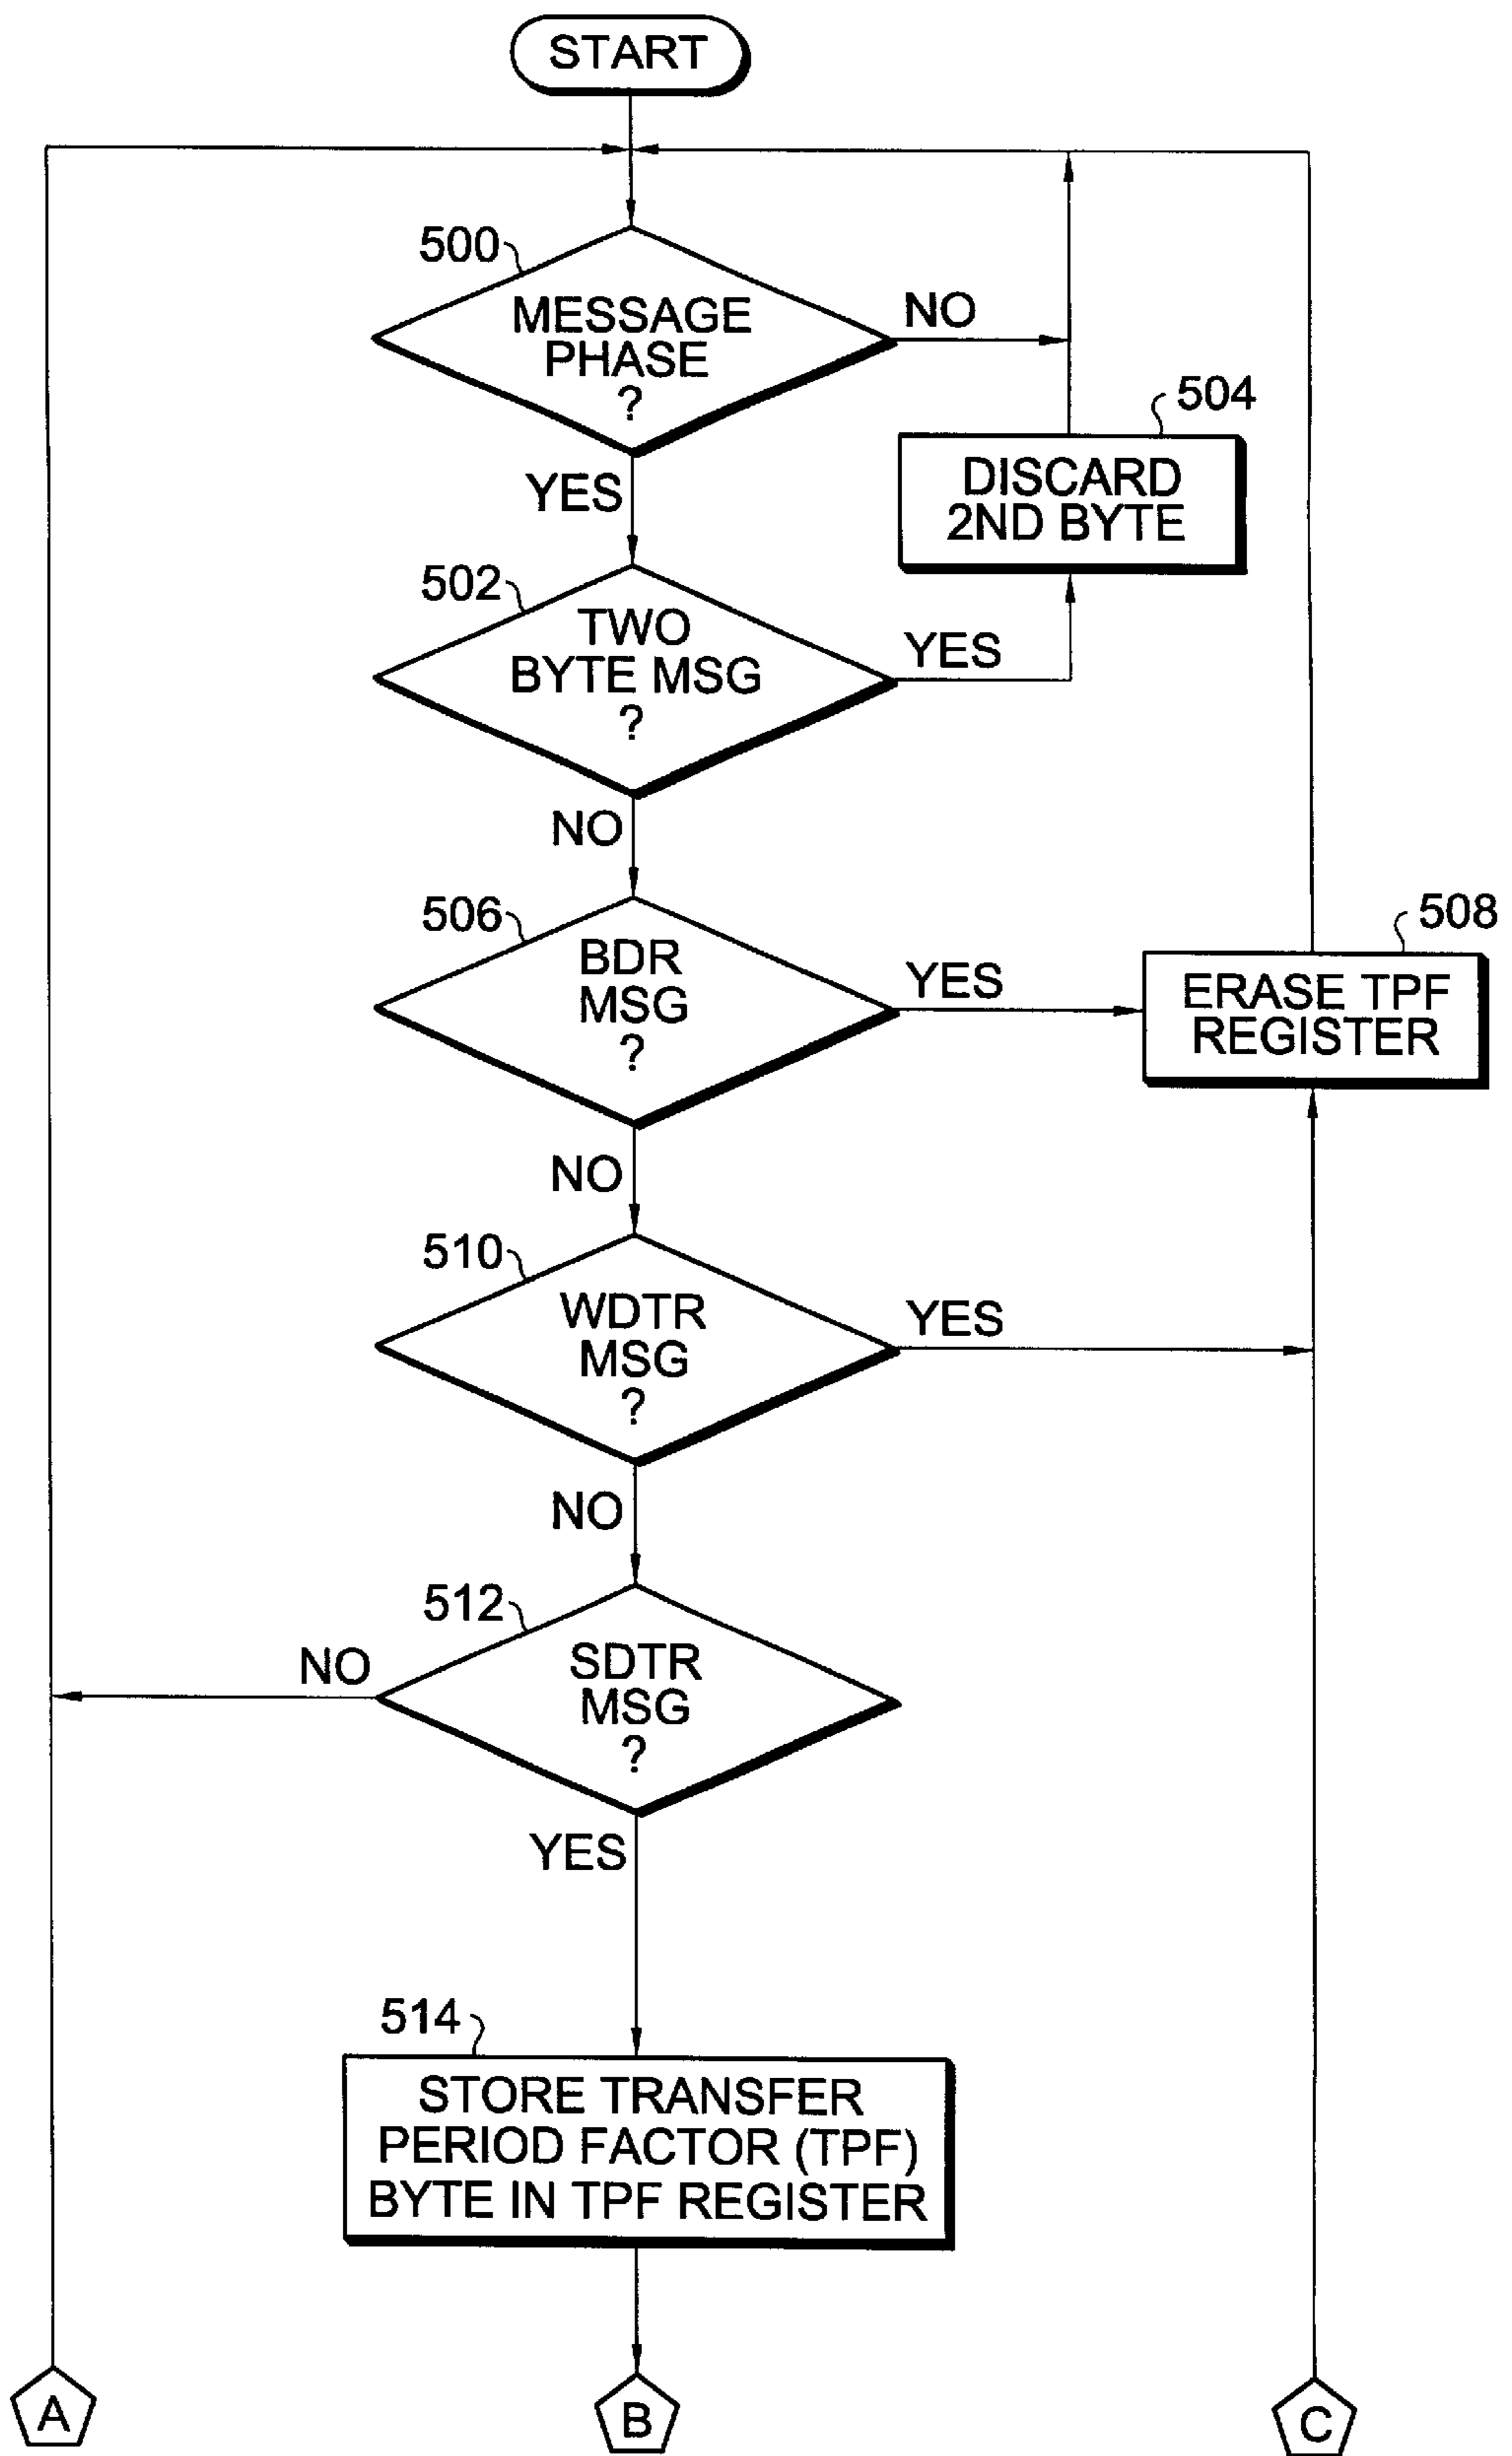 START
500
MESSAGE
PHASE
?
NO
YES
504
DISCARD
2ND BYTE
502
TWO
BYTE MSG
?
YES
NO
506
BDR
MSG
?
YES
508
ERASE TPF
REGISTER
NO
510
WDTR
MSG
?
YES
NO
512
SDTR
MSG
?
NO
YES
514
STORE TRANSFER
PERIOD FACTOR (TPF)
BYTE IN TPF REGISTER
A
B
C